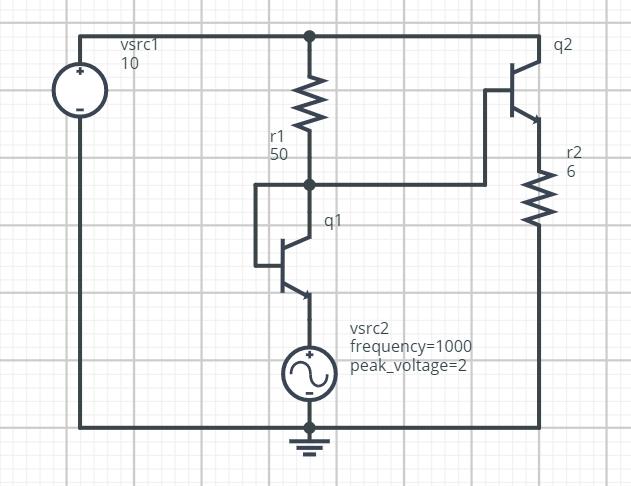 vsrc1
10
q2
r1
50
r2
6
q1
vsrc2
frequency=1000
peak_voltage=2